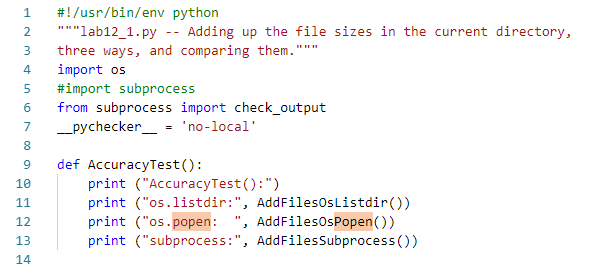 1 #!/usr/bin/env python
2 """lab12_1.py -- Adding up the file sizes in the current directory,
3 three ways, and comparing them."""
4 import os
5 #import subprocess
6 from subprocess import check_output
7 __pychecker__ = 'no-local'
8
9 def AccuracyTest():
10     print ("AccuracyTest():")
11     print ("os.listdir:", AddFilesOsListdir())
12     print ("os.popen:  ", AddFilesOsPopen())
13     print ("subprocess:", AddFilesSubprocess())
14